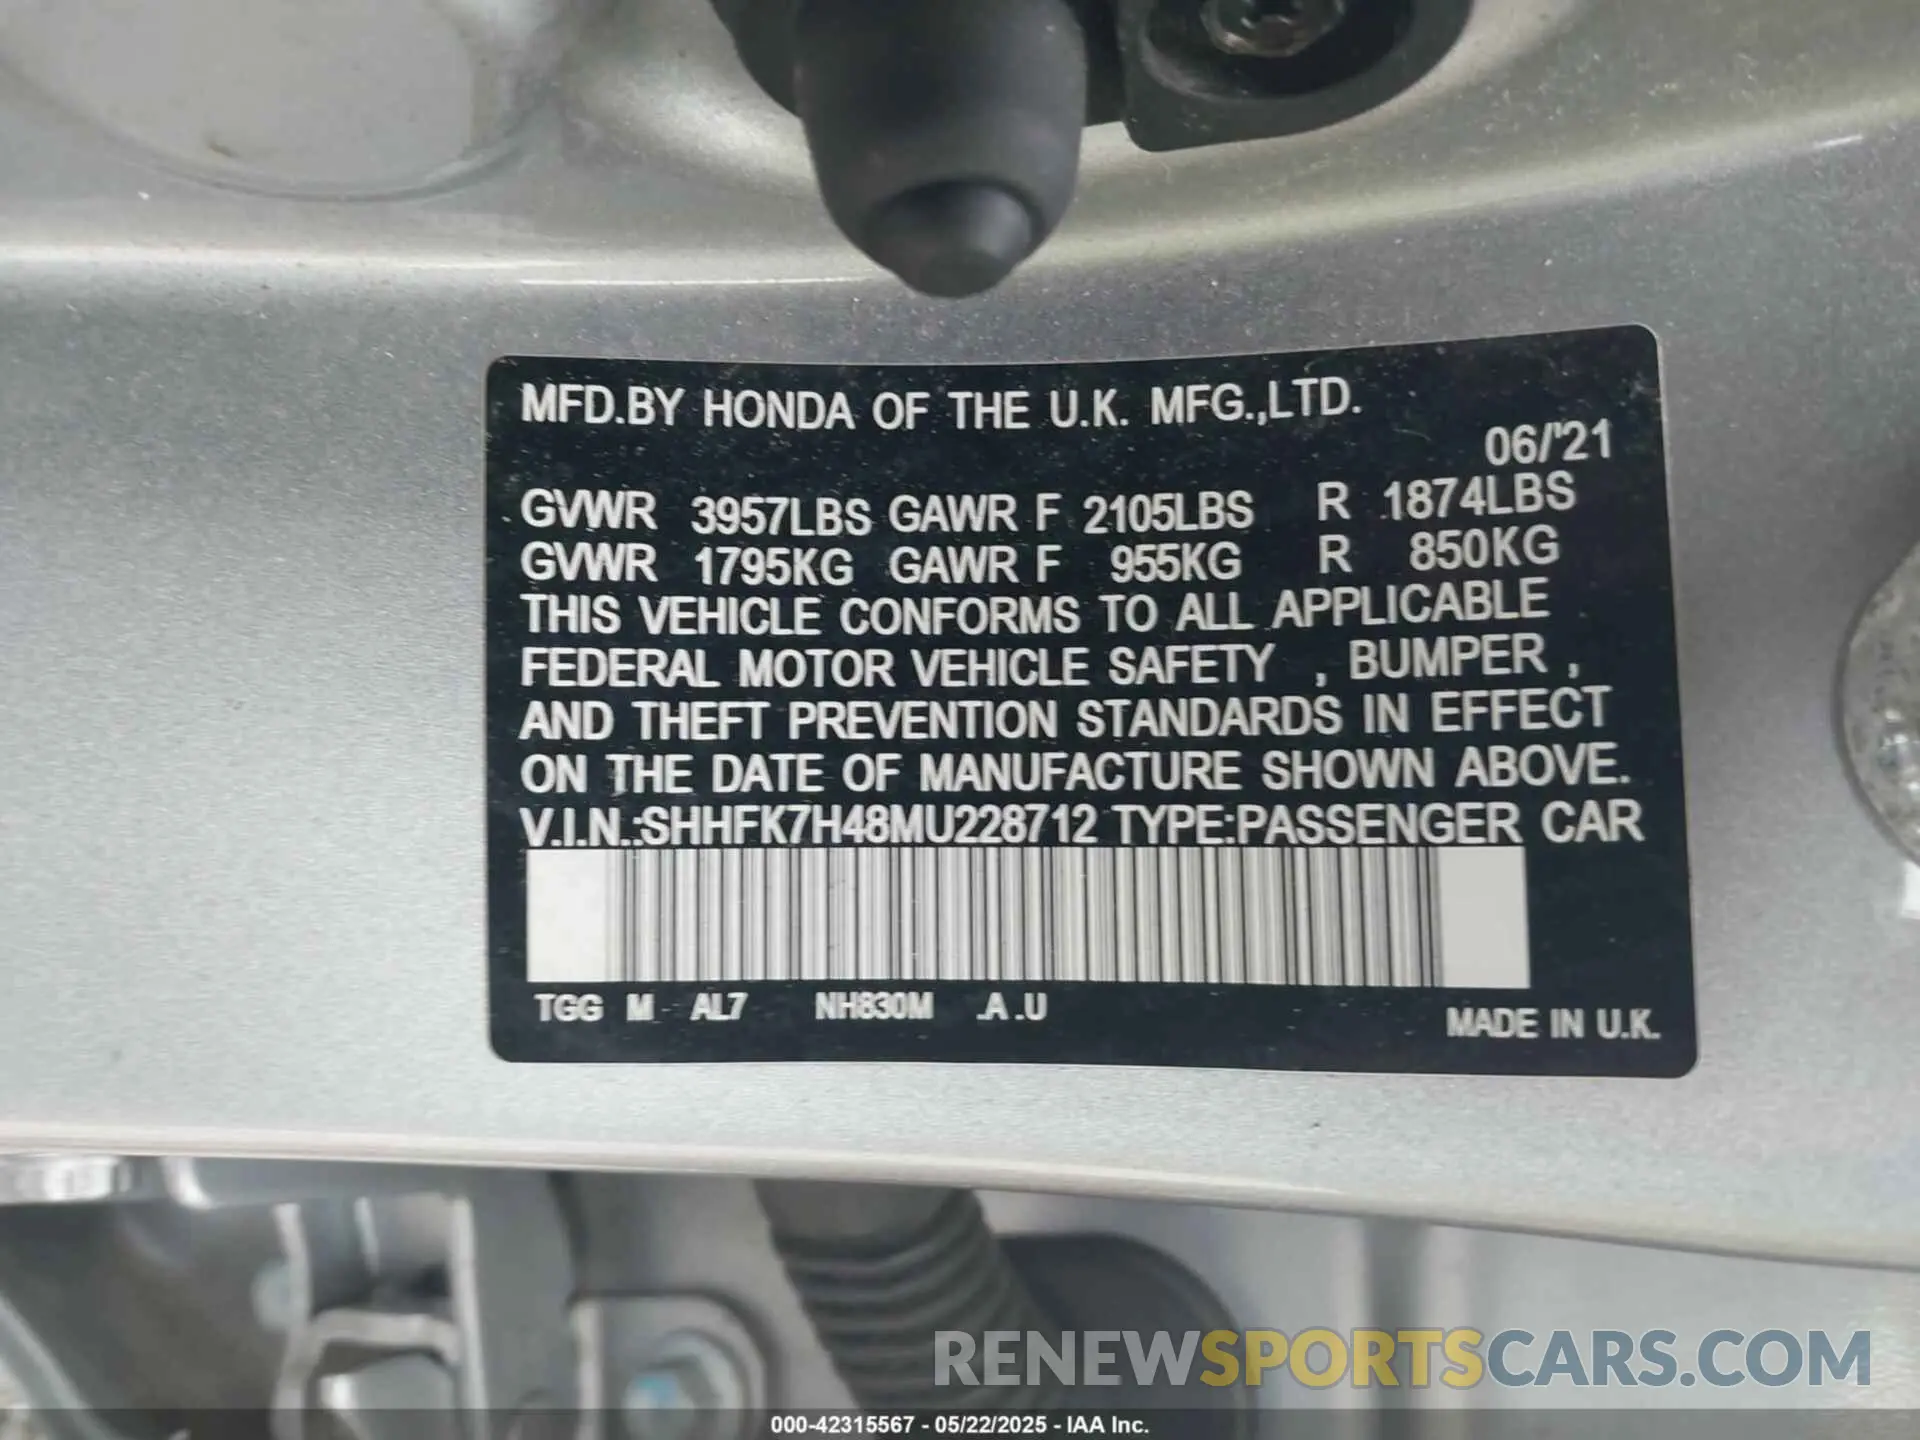 MFD.BY HONDA OF THE U.K. MFG.,LTD.
06/'21
GVWR 3957LBS GAWR F 2105LBS R 1874LBS
GVWR 1795KG GAWR F 955KG R 850KG
THIS VEHICLE CONFORMS TO ALL APPLICABLE
FEDERAL MOTOR VEHICLE SAFETY , BUMPER ,
AND THEFT PREVENTION STANDARDS IN EFFECT
ON THE DATE OF MANUFACTURE SHOWN ABOVE.
V.I.N.:SHHFK7H48MU228712 TYPE:PASSENGER CAR
TGG M AL7 NH830M .A .U
MADE IN U.K.
RENEWSPORTSCARS.COM
000-42315567 - 05/22/2025 - IAA Inc.